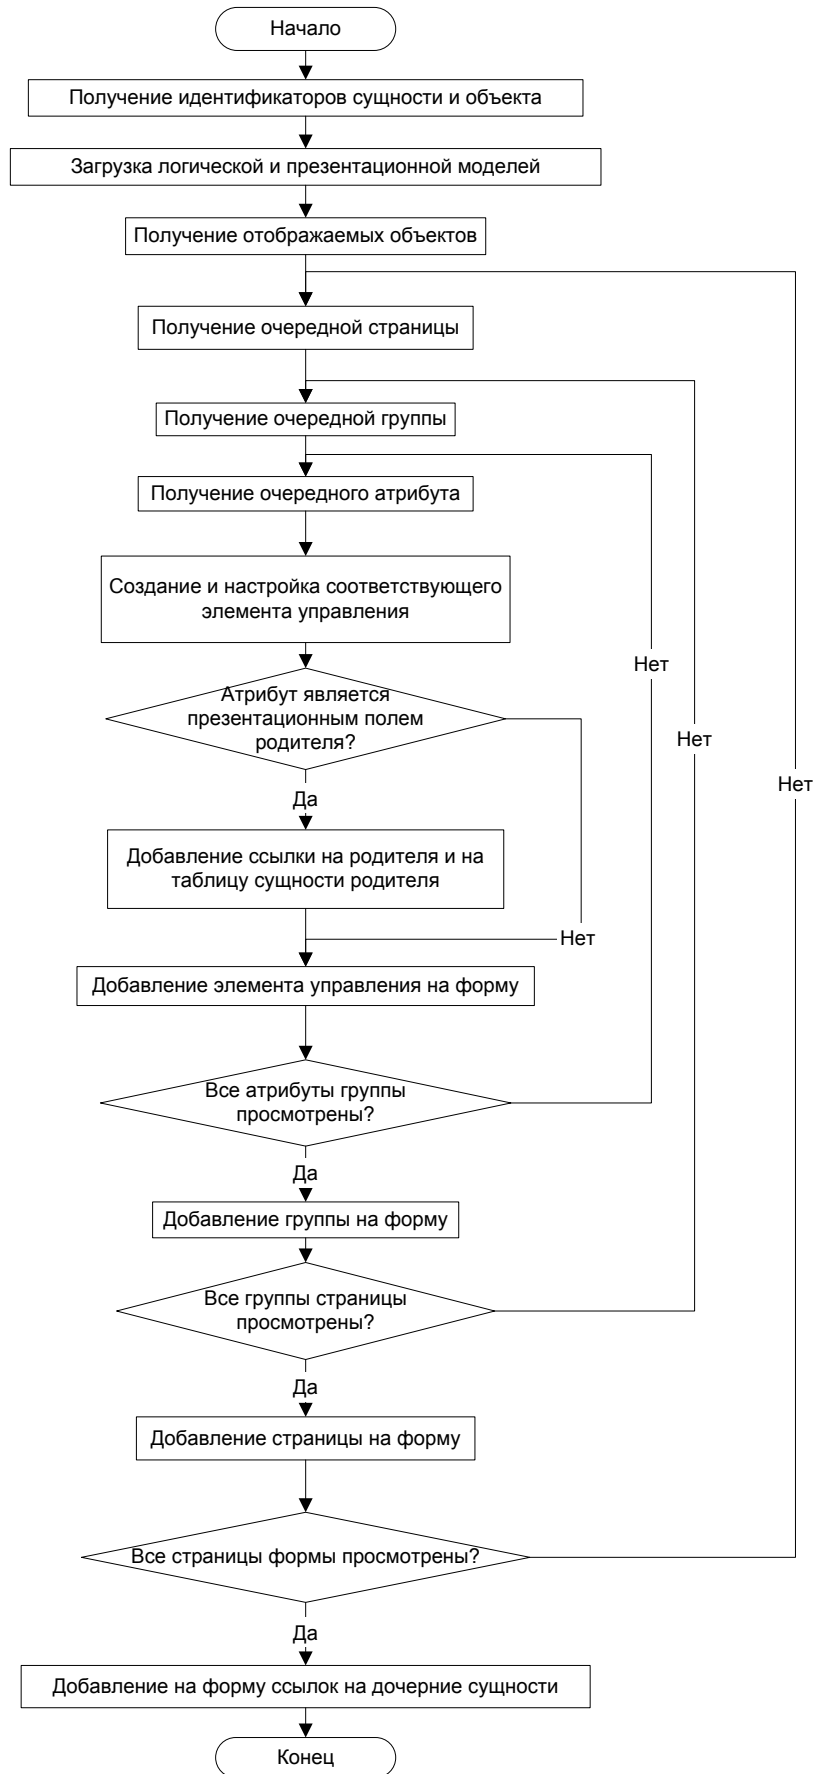 Начало
Получение идентификаторов сущности и объекта
Загрузка логической и презентационной моделей
Получение отображаемых объектов
Получение очередной страницы
Получение очередной группы
Получение очередного атрибута
Создание и настройка соответствующего
элемента управления
Нет
Атрибут является
презентационным полем
родителя?
Нет
Нет
Да
Добавление ссылки на родителя и на
таблицу сущности родителя
Нет
Добавление элемента управления на форму
Все атрибуты группы
просмотрены?
Да
Добавление группы на форму
Все группы страницы
просмотрены?
Да
Добавление страницы на форму
Все страницы формы просмотрены?
Да
Добавление на форму ссылок на дочерние сущности
Конец